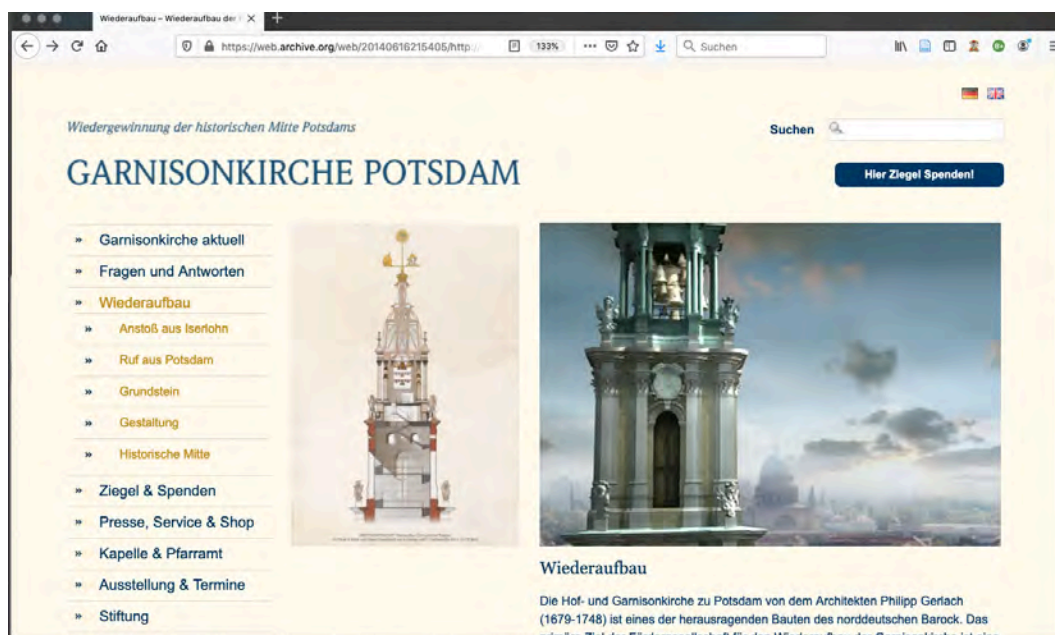 Wiederaufbau – Wiederaufbau der
https://web.archive.org/web/20140616215405/http
133%
Suchen
Wiedergewinnung der historischen Mitte Potsdams
Suchen
GARNISONKIRCHE POTSDAM
Hier Ziegel Spenden!
» Garnisonkirche aktuell
» Fragen und Antworten
» Wiederaufbau
» Anstoß aus Iserlohn
» Ruf aus Potsdam
» Grundstein
» Gestaltung
» Historische Mitte
» Ziegel & Spenden
» Presse, Service & Shop
» Kapelle & Pfarramt
» Ausstellung & Termine
» Stiftung
Wiederaufbau
Die Hof- und Garnisonkirche zu Potsdam von dem Architekten Philipp Gerlach
(1679-1748) ist eines der herausragenden Bauten des norddeutschen Barock. Das